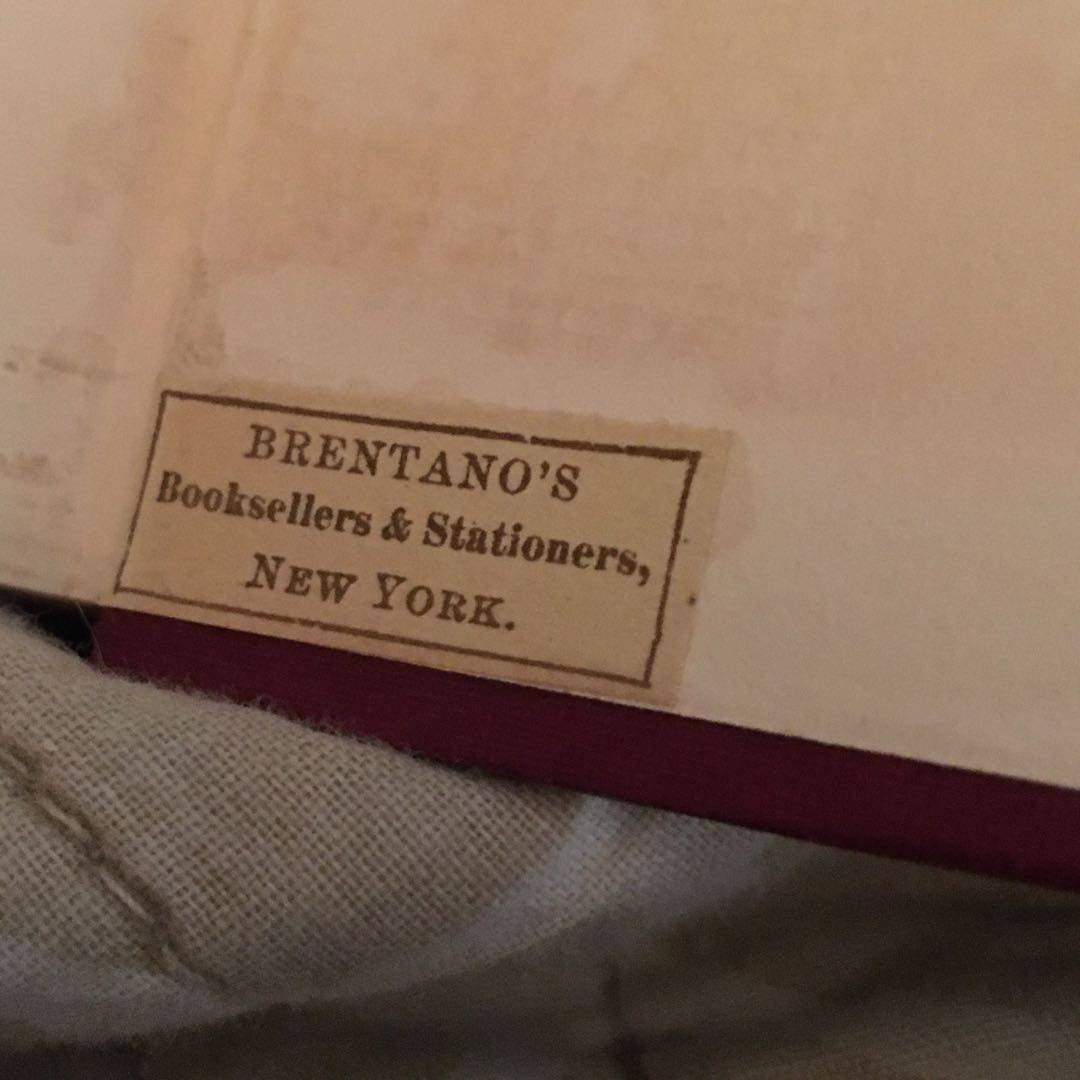 BRENTANO'S
Booksellers & Stationers,
NEW YORK.